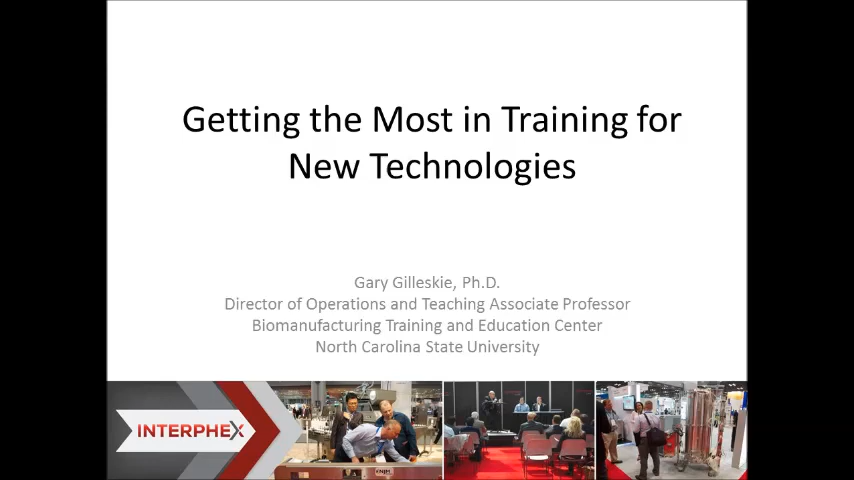 Getting the Most in Training for
New Technologies
Gary Gilleskie, Ph.D.
Director of Operations and Teaching Associate Professor
Biomanufacturing Training and Education Center
North Carolina State University
INTERPHEX
NJM